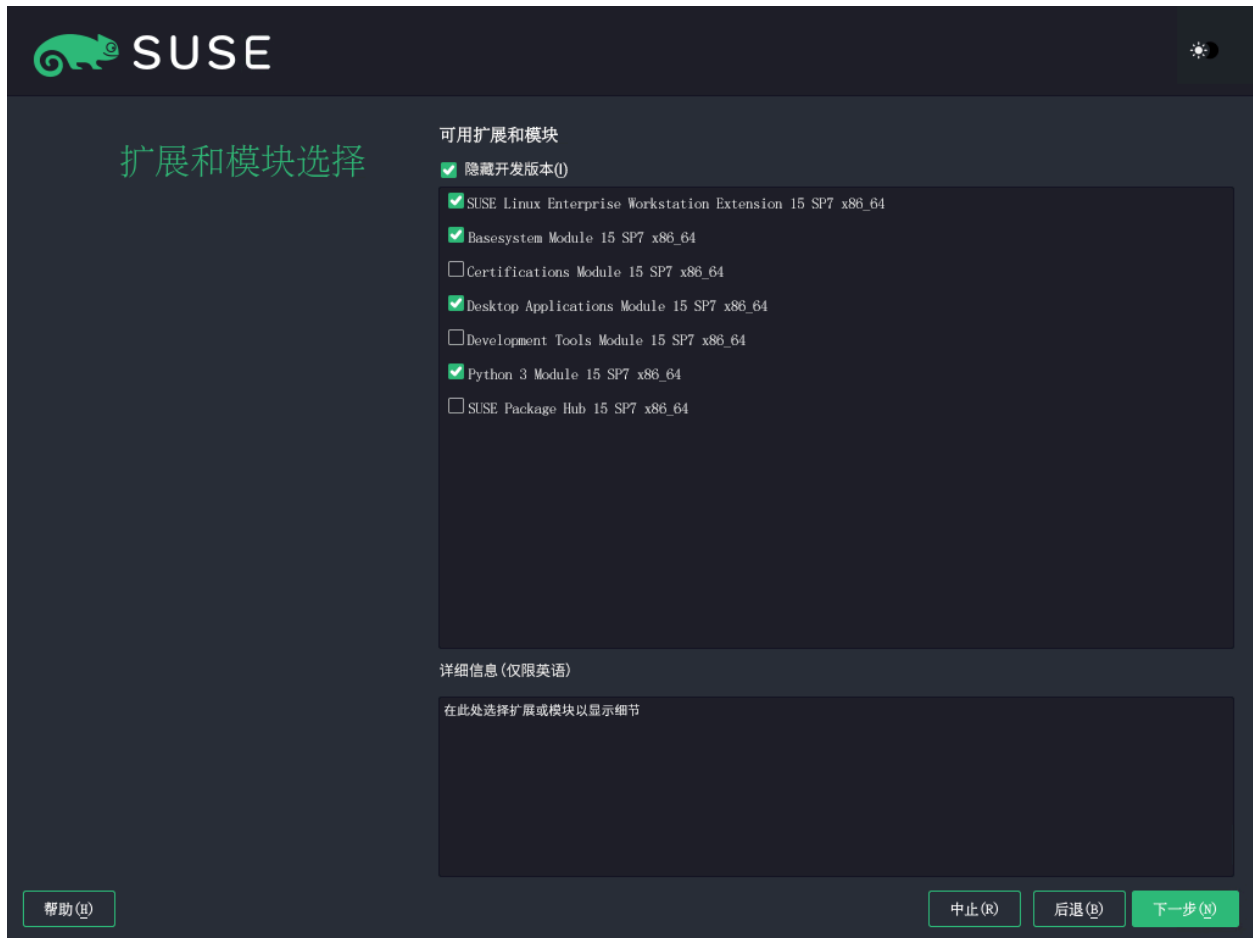 SUSE
扩展和模块选择
可用扩展和模块
隐藏开发版本(I)
SUSE Linux Enterprise Workstation Extension 15 SP7 x86_64
Basesystem Module 15 SP7 x86_64
Certifications Module 15 SP7 x86_64
Desktop Applications Module 15 SP7 x86_64
Development Tools Module 15 SP7 x86_64
Python 3 Module 15 SP7 x86_64
SUSE Package Hub 15 SP7 x86_64
详细信息(仅限英语)
在此处选择扩展或模块以显示细节
帮助(H)
中止(R)
后退(B)
下一步(N)